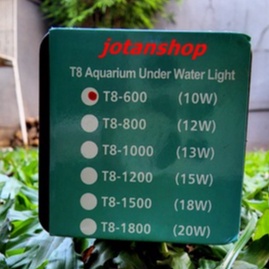 jotanshop
T8 Aquarium Under Water Light
T8-600 (10W)
T8-800 (12W)
T8-1000 (13W)
T8-1200 (15W)
T8-1500 (18W)
T8-1800 (20W)